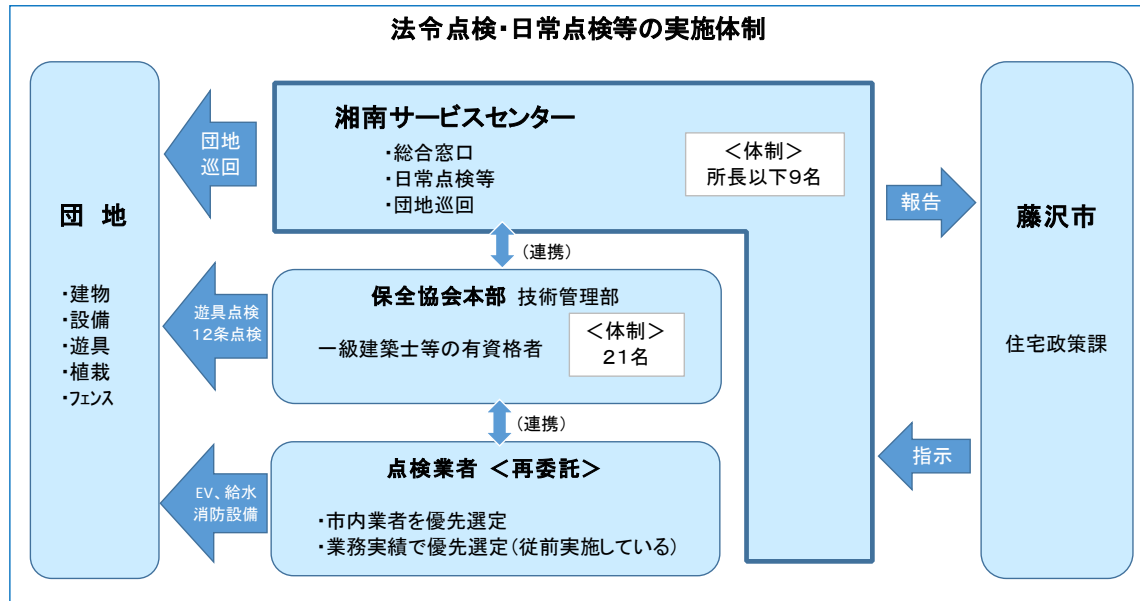 法令点検・日常点検等の実施体制
団 地
・建物
・設備
・遊具
・植栽
・フェンス
団地
巡回
湘南サービスセンター
・総合窓口
・日常点検等
・団地巡回
＜体制＞
所長以下９名
（連携）
遊具点検
１２条点検
保全協会本部 技術管理部
一級建築士等の有資格者
＜体制＞
２１名
（連携）
EV、給水
消防設備
点検業者 ＜再委託＞
・市内業者を優先選定
・業務実績で優先選定（従前実施している）
報告
指示
藤沢市
住宅政策課